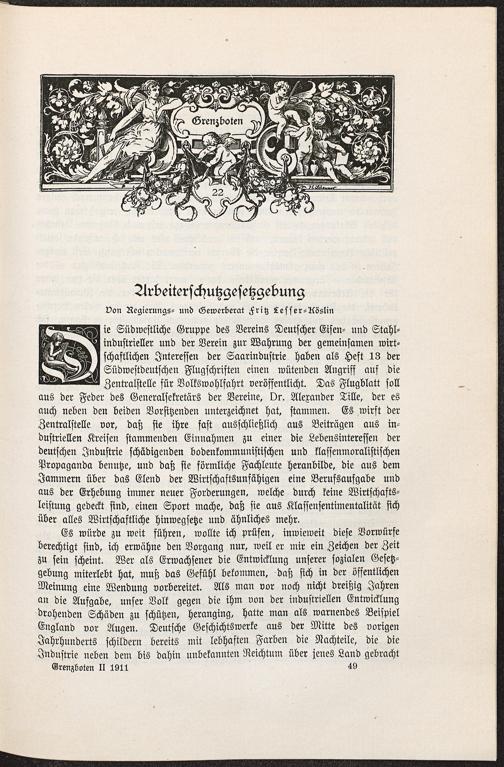 Grenzboten
22
Arbeiterschutzgesetzgebung
Von Regierungs- und Gewerberat Fritz Lesser-Köslin
Die Südwestliche Gruppe des Vereins Deutscher Eisen- und Stahl-
industrieller und der Verein zur Wahrung der gemeinsamen wirt-
schaftlichen Interessen der Saarindustrie haben als Heft 13 der
Südwestdeutschen Flugschriften einen wütenden Angriff auf die
Zentralstelle für Volkswohlfahrt veröffentlicht. Das Flugblatt soll
aus der Feder des Generalsekretärs der Vereine, Dr. Alexander Tille, der es
auch neben den beiden Vorsitzenden unterzeichnet hat, stammen. Es wirft der
Zentralstelle vor, daß sie ihre fast ausschließlich aus Beiträgen aus in-
dustriellen Kreisen stammenden Einnahmen zu einer die Lebensinteressen der
deutschen Industrie schädigenden bodenkommunistischen und klassenmoralistischen
Propaganda benutze, und daß sie förmliche Fachleute heranbilde, die aus dem
Jammern über das Elend der Wirtschaftsunfähigen eine Berufsaufgabe und
aus der Erhebung immer neuer Forderungen, welche durch keine Wirtschafts-
leistung gedeckt sind, einen Sport mache, daß sie aus Klassensentimentalität sich
über alles Wirtschaftliche hinwegsetze und ähnliches mehr.
Es würde zu weit führen, wollte ich prüfen, inwieweit diese Vorwürfe
berechtigt sind, ich erwähne den Vorgang nur, weil er mir ein Zeichen der Zeit
zu sein scheint. Wer als Erwachsener die Entwicklung unserer sozialen Gesetz-
gebung miterlebt hat, muß das Gefühl bekommen, daß sich in der öffentlichen
Meinung eine Wendung vorbereitet. Als man vor noch nicht dreißig Jahren
an die Aufgabe, unser Volk gegen die ihm von der industriellen Entwicklung
drohenden Schäden zu schützen, heranging, hatte man als warnendes Beispiel
England vor Augen. Deutsche Geschichtswerke aus der Mitte des vorigen
Jahrhunderts schildern bereits mit lebhaften Farben die Nachteile, die die
Industrie neben dem bis dahin unbekannten Reichtum über jenes Land gebracht
Grenzboten II 1911 49